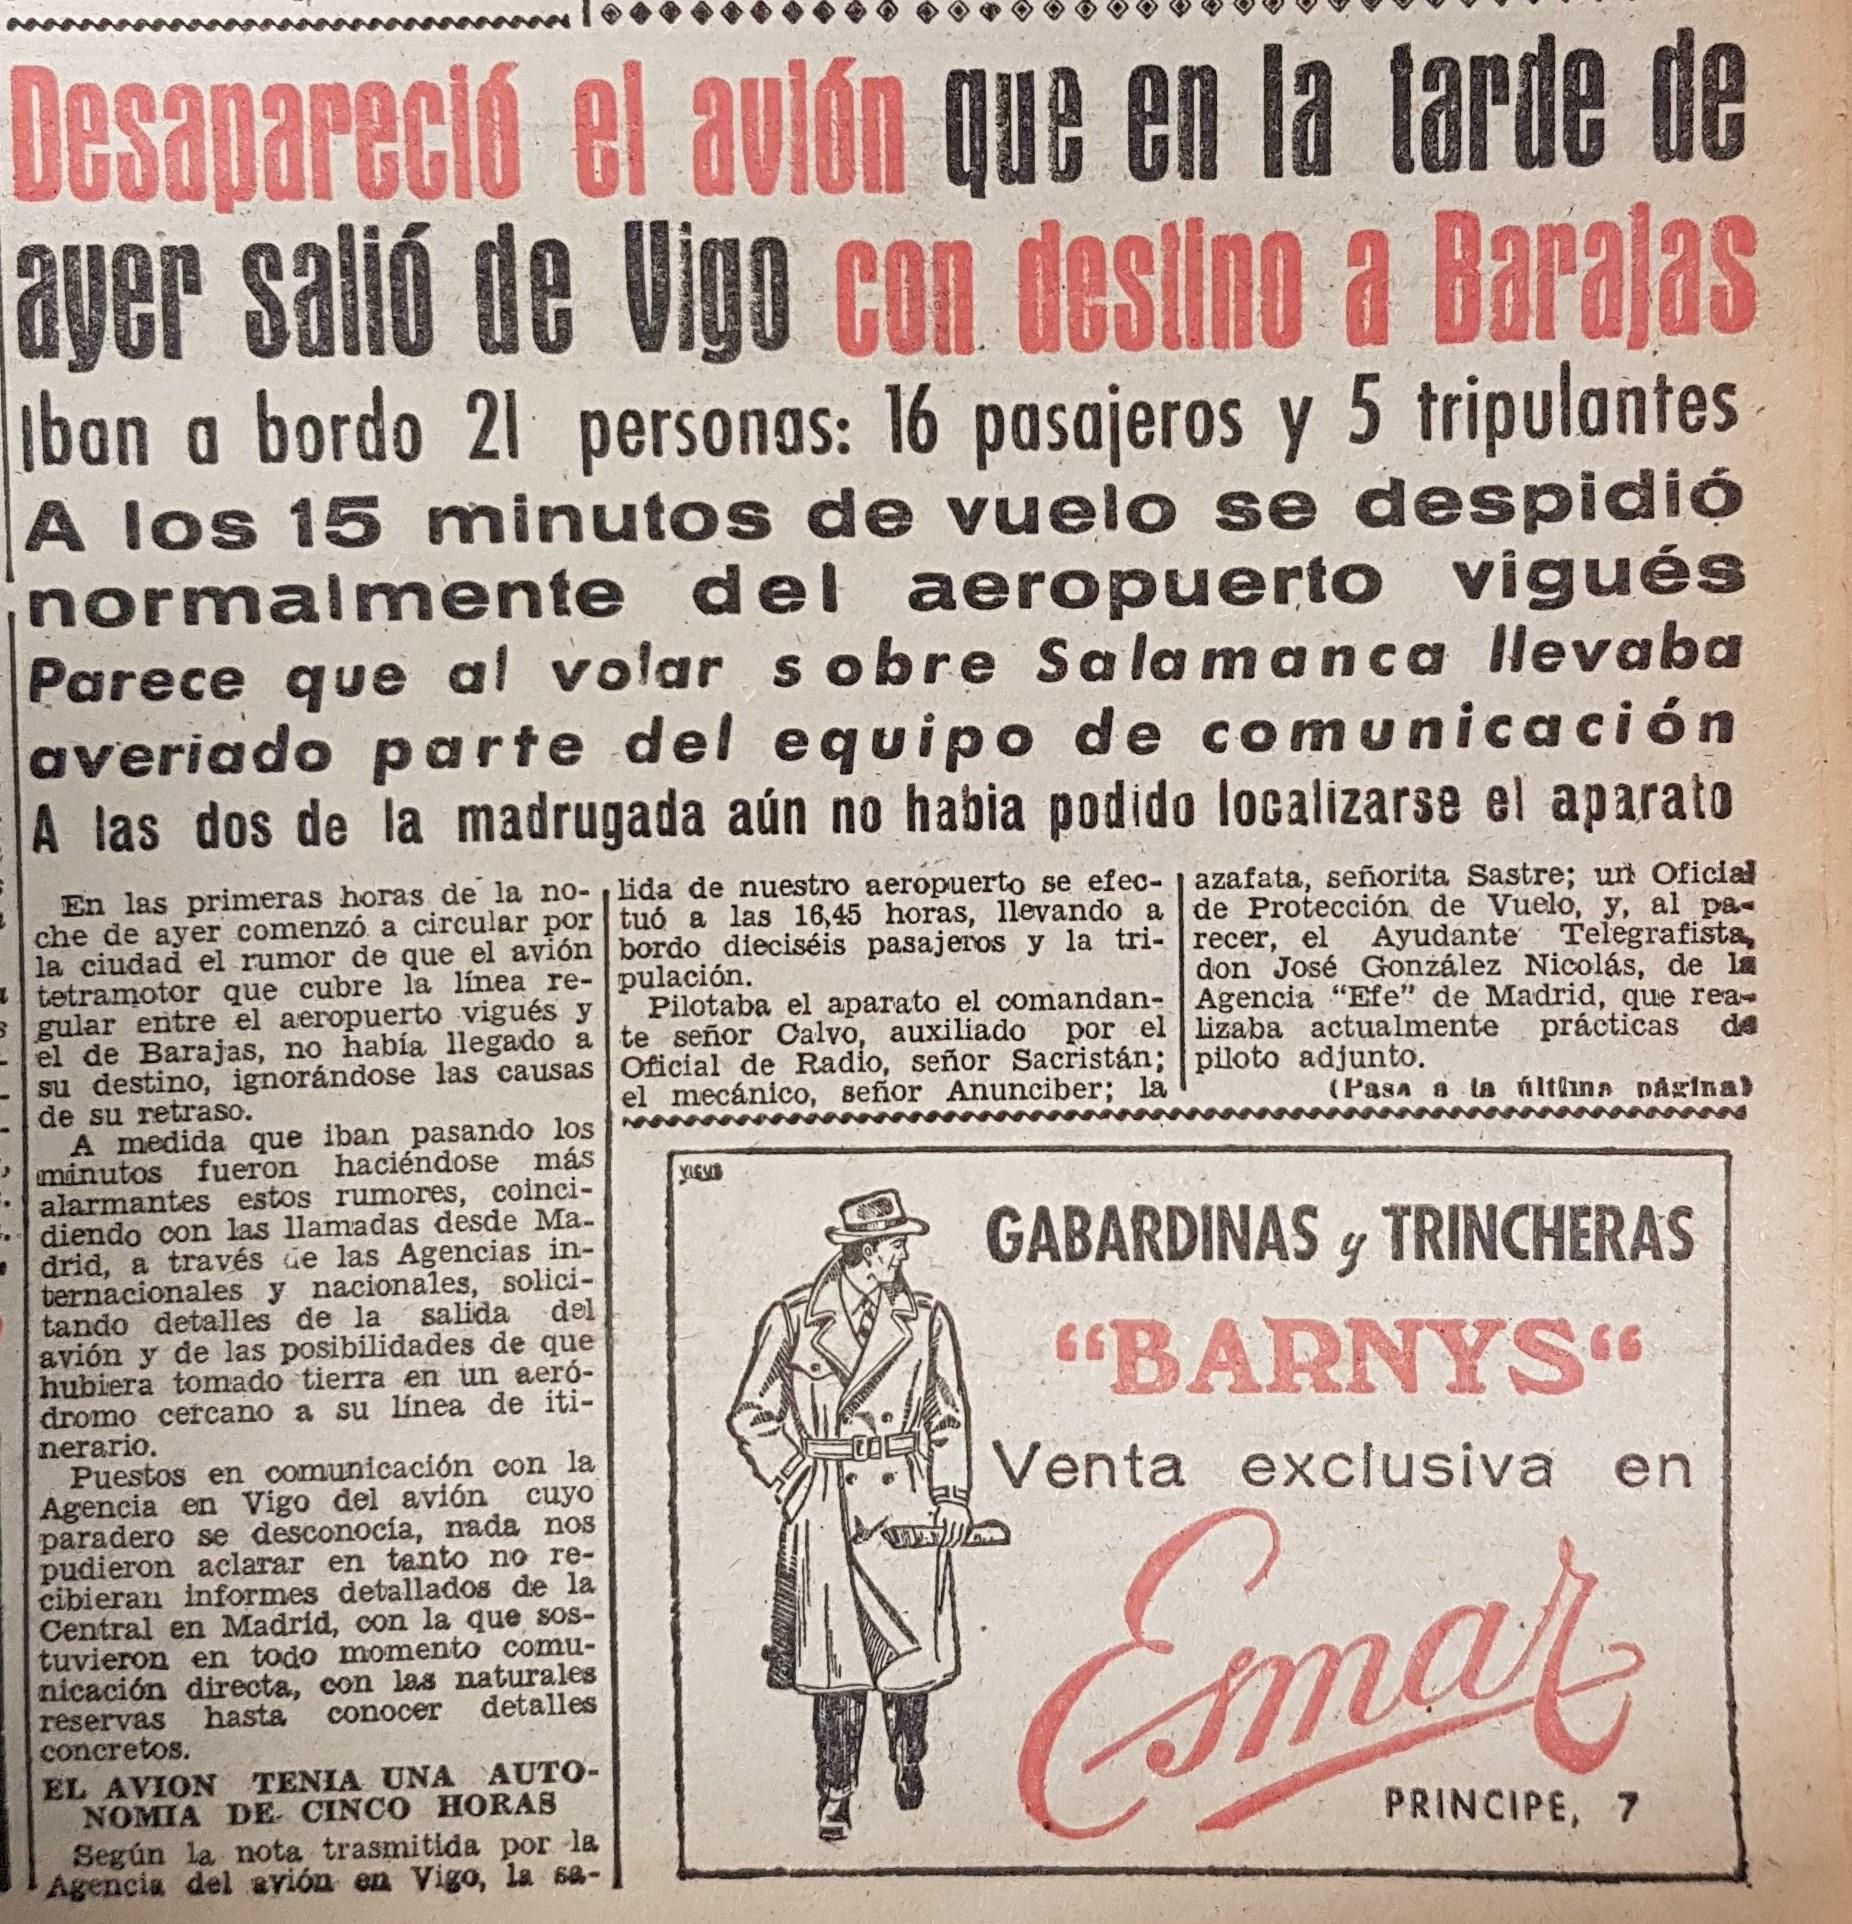 Desapareció el avión que en la tarde de
ayer salió de Vigo con destino a Barajas
Iban a bordo 21 personas: 16 pasajeros y 5 tripulantes
A los 15 minutos de vuelo se despidió
normalmente del aeropuerto vigués
Parece que al volar sobre Salamanca llevaba
averiado parte del equipo de comunicación
A las dos de la madrugada aún no habia podido localizarse el aparato
En las primeras horas de la no-
che de ayer comenzó a circular por
la ciudad el rumor de que el avión
tetramotor que cubre la línea re-
gular entre el aeropuerto vigués y
el de Barajas, no había llegado a
su destino, ignorándose las causas
de su retraso.
A medida que iban pasando los
minutos fueron haciéndose más
alarmantes estos rumores, coinci-
diendo con las llamadas desde Ma-
drid, a través de las Agencias in-
ternacionales y nacionales, solici-
tando detalles de la salida del
avión y de las posibilidades de que
hubiera tomado tierra en un aeró-
dromo cercano a su línea de iti-
nerario.
Puestos en comunicación con la
Agencia en Vigo del avión cuyo
paradero se desconocía, nada nos
pudieron aclarar en tanto no re-
cibieran informes detallados de la
Central en Madrid, con la que sos-
tuvieron en todo momento comu-
nicación directa, con las naturales
reservas hasta conocer detalles
concretos.
EL AVION TENIA UNA AUTO-
NOMIA DE CINCO HORAS
Según la nota trasmitida por la
Agencia del avión en Vigo, la sa-
lida de nuestro aeropuerto se efec-
tuó a las 16,45 horas, llevando a
bordo dieciséis pasajeros y la tri-
pulación.
Pilotaba el aparato el comandan-
te señor Calvo, auxiliado por el
Oficial de Radio, señor Sacristán;
el mecánico, señor Anunciber; la
azafata, señorita Sastre; un Oficial
de Protección de Vuelo, y, al pa-
recer, el Ayudante Telegrafista,
don José González Nicolás, de la
Agencia "Efe" de Madrid, que rea-
lizaba actualmente prácticas de
piloto adjunto.
(Pasa a la última página)
GABARDINAS y TRINCHERAS
“BARNYS“
Venta exclusiva en
Esmar
PRINCIPE, 7